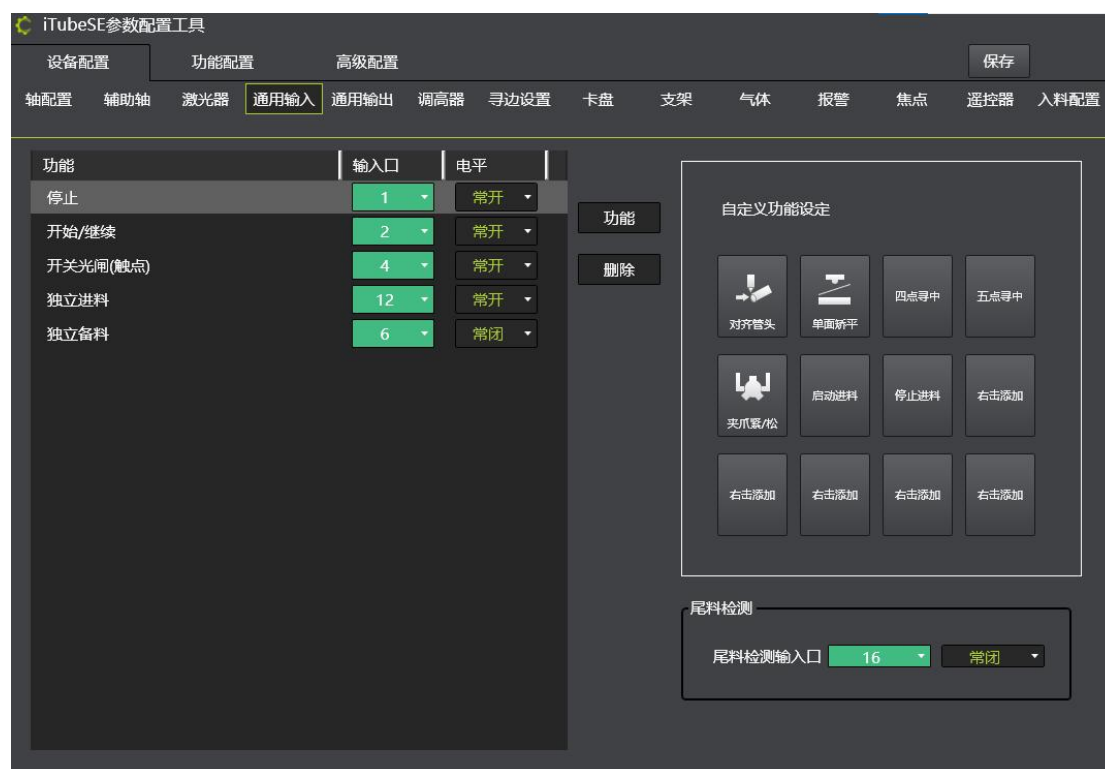 iTubeSE参数配置工具
设备配置 功能配置 高级配置 保存
轴配置 辅助轴 激光器 通用输入 通用输出 调高器 寻边设置 卡盘 支架 气体 报警 焦点 遥控器 入料配置
功能 输入口 电平
停止 1 常开
开始/继续 2 常开
开关光闸(触点) 4 常开
独立进料 12 常开
独立备料 6 常闭
功能
删除
自定义功能设定
对齐管头 单面矫平 四点寻中 五点寻中
夹爪紧/松 启动进料 停止进料 右击添加
右击添加 右击添加 右击添加 右击添加
尾料检测
尾料检测输入口 16 常闭